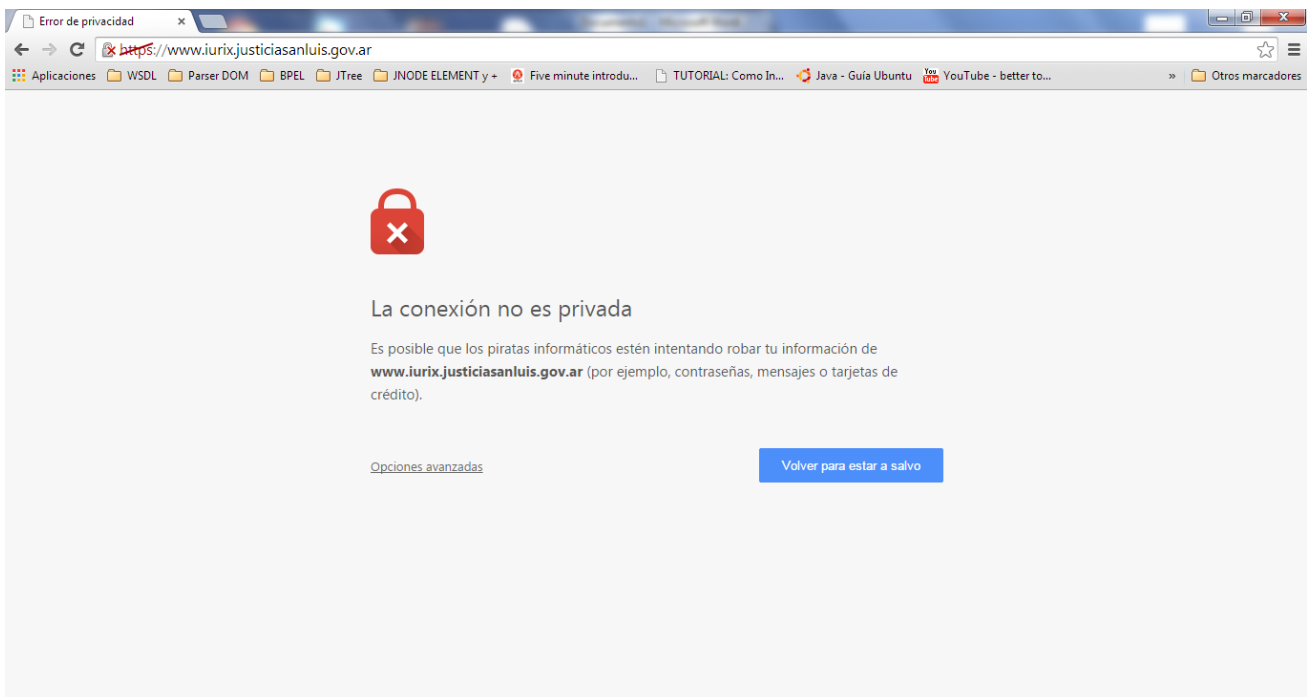 Error de privacidad
https://www.iurix.justiciasanluis.gov.ar
Aplicaciones WSDL Parser DOM BPEL JTree JNODE ELEMENT y + Five minute introdu... TUTORIAL: Como In... Java - Guía Ubuntu You Tube YouTube - better to... » Otros marcadores
La conexión no es privada
Es posible que los piratas informáticos estén intentando robar tu información de
www.iurix.justiciasanluis.gov.ar (por ejemplo, contraseñas, mensajes o tarjetas de
crédito).
Opciones avanzadas
Volver para estar a salvo